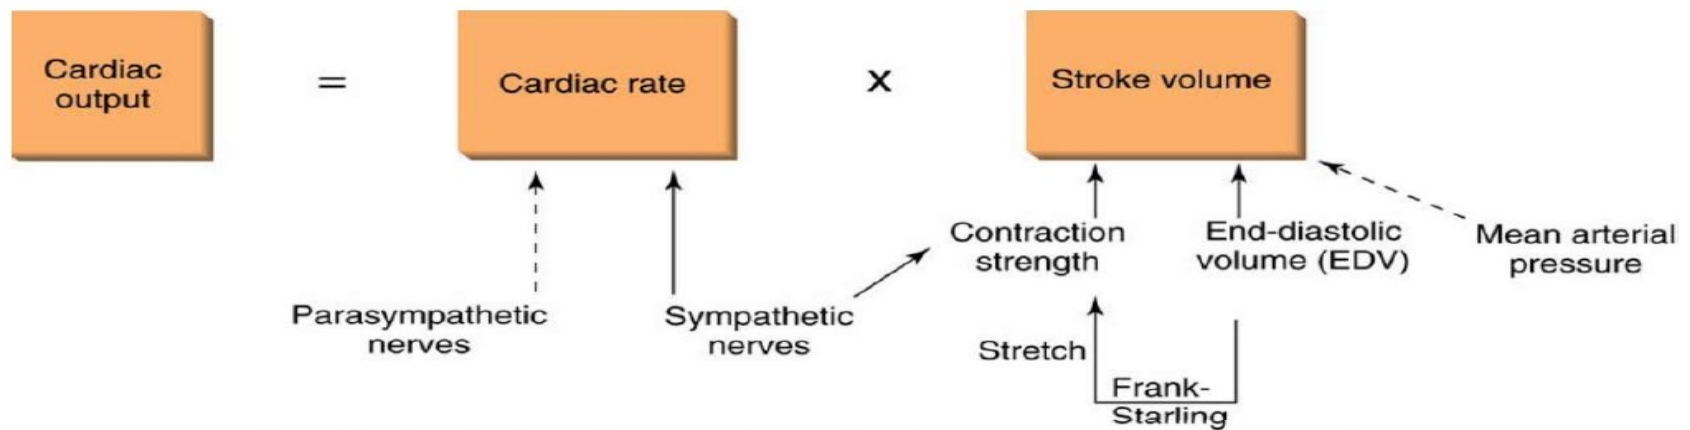 Cardiac
output
=
Cardiac rate
x
Stroke volume
Contraction
strength
End-diastolic
volume (EDV)
Mean arterial
pressure
Parasympathetic
nerves
Sympathetic
nerves
Stretch
Frank-
Starling